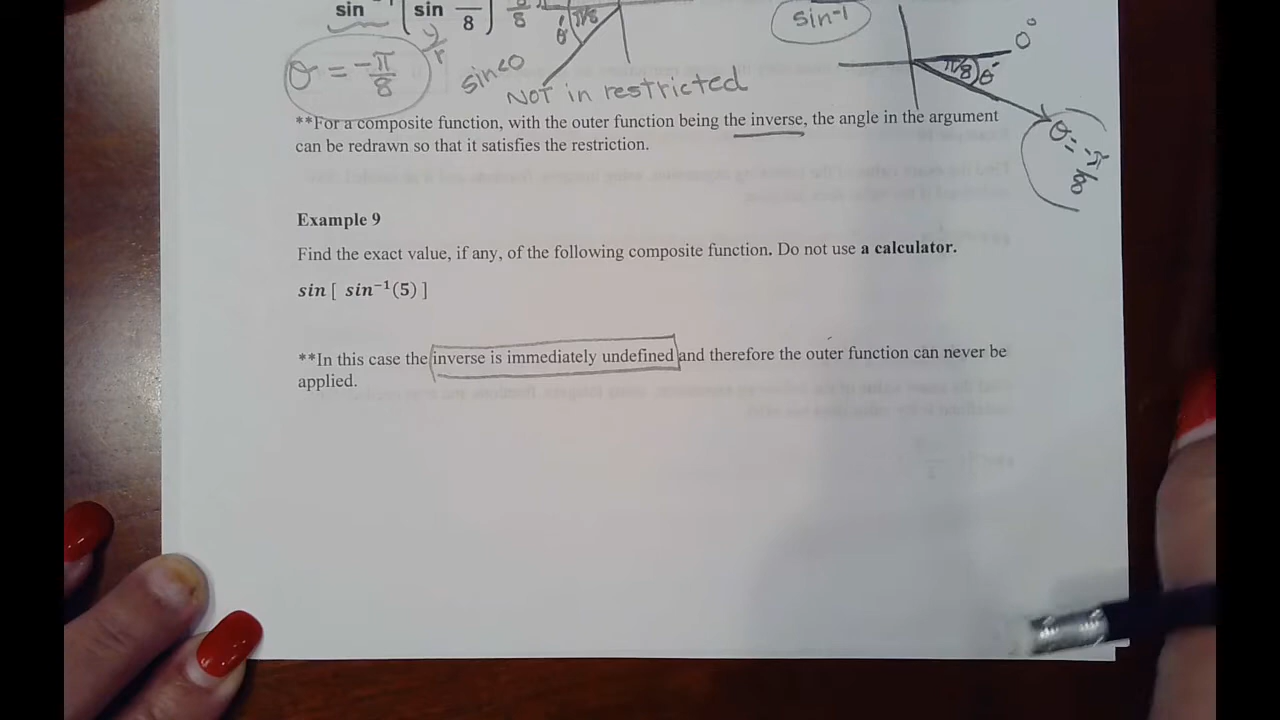 sin [ sin 8 ] 8 π/8
θ'
y/r
θ = -π/8
sin<0
NOT in restricted
sin-1
0°
π/8 θ'
θ = -π/8
**For a composite function, with the outer function being the inverse, the angle in the argument
can be redrawn so that it satisfies the restriction.
Example 9
Find the exact value, if any, of the following composite function. Do not use a calculator.
sin [ sin⁻¹(5) ]
**In this case the inverse is immediately undefined and therefore the outer function can never be
applied.